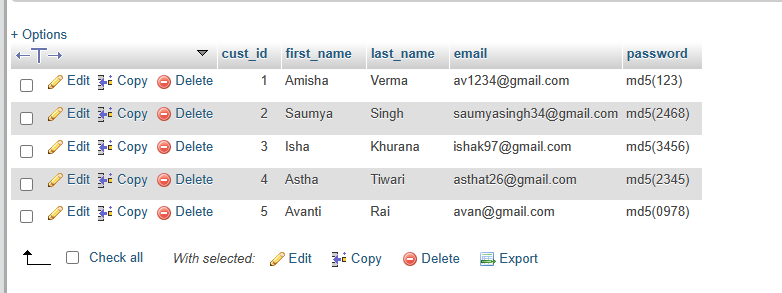 + Options
←T→ cust_id first_name last_name email password
Edit Copy Delete 1 Amisha Verma av1234@gmail.com md5(123)
Edit Copy Delete 2 Saumya Singh saumyasingh34@gmail.com md5(2468)
Edit Copy Delete 3 Isha Khurana ishak97@gmail.com md5(3456)
Edit Copy Delete 4 Astha Tiwari asthat26@gmail.com md5(2345)
Edit Copy Delete 5 Avanti Rai avan@gmail.com md5(0978)
Check all With selected: Edit Copy Delete Export